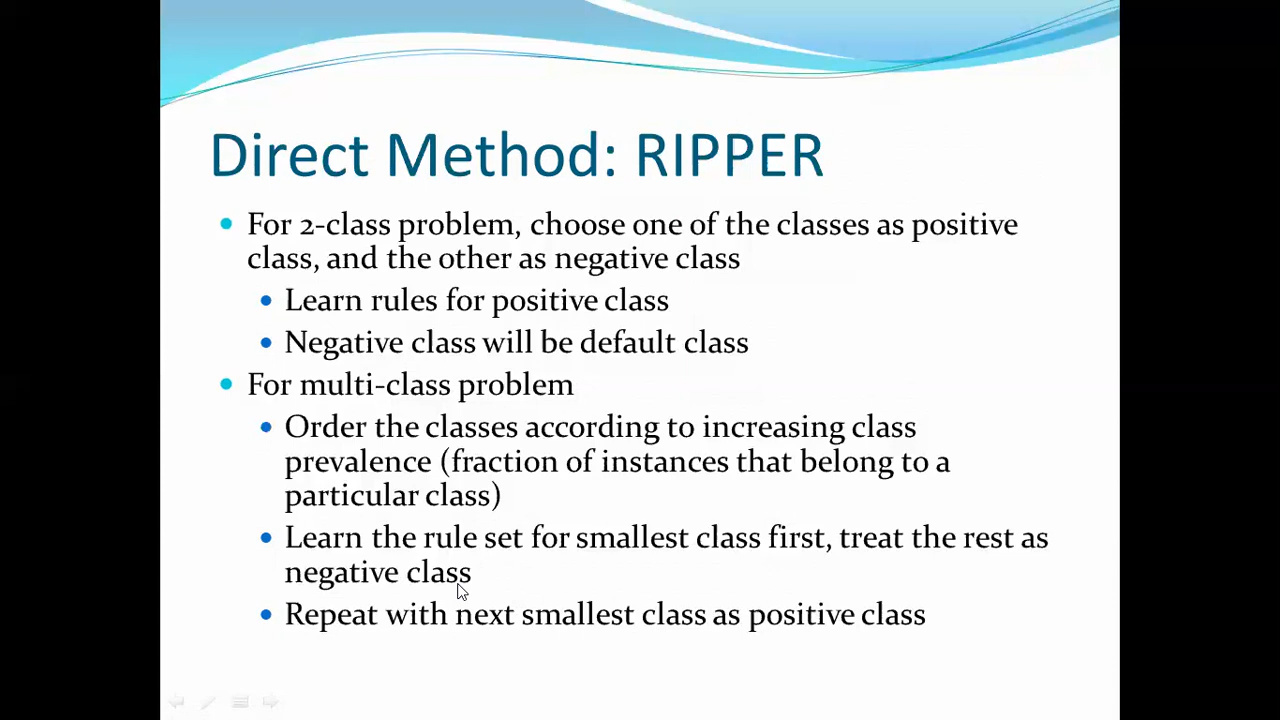 Direct Method: RIPPER
• For 2-class problem, choose one of the classes as positive
class, and the other as negative class
• Learn rules for positive class
• Negative class will be default class
• For multi-class problem
• Order the classes according to increasing class
prevalence (fraction of instances that belong to a
particular class)
• Learn the rule set for smallest class first, treat the rest as
negative class
• Repeat with next smallest class as positive class